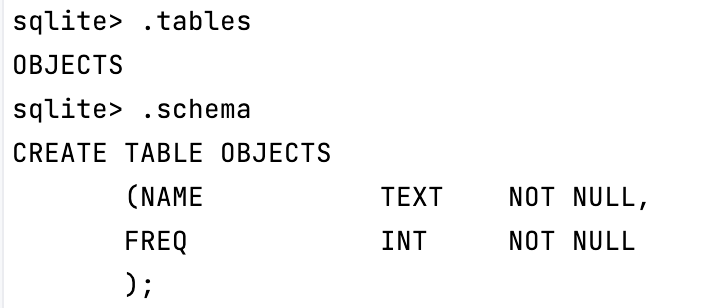 sqlite> .tables
OBJECTS
sqlite> .schema
CREATE TABLE OBJECTS
(NAME TEXT NOT NULL,
FREQ INT NOT NULL
);